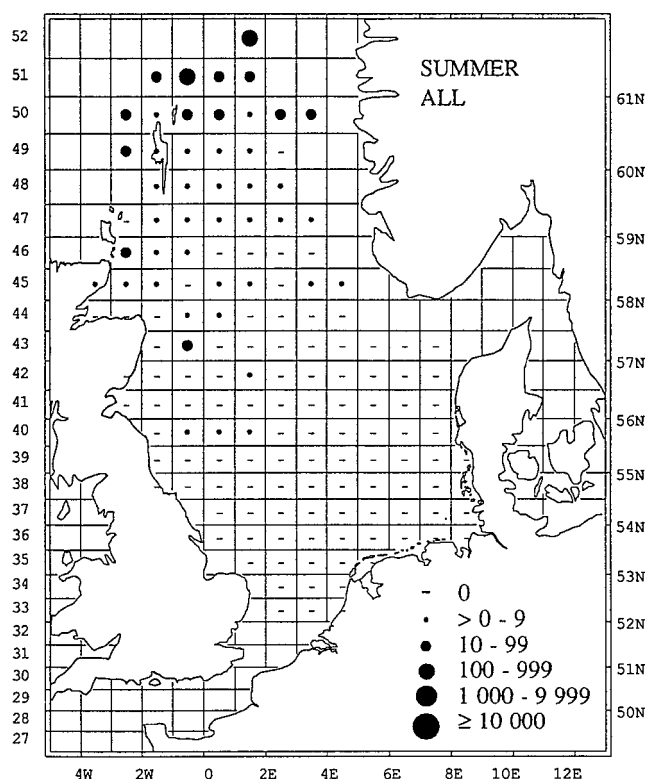 52
SUMMER
51
ALL
50
61N
49
60N
48
47
59N
46
45
58N
44
43
57N
42
41
56N
40
39
55N
38
37
54N
36
35
53N
34
- 0
33
> 0 - 9
52N
32
10 - 99
31
100 - 999
51N
30
1 000 - 9 999
29
≥ 10 000
50N
28
27
4W 2W 0 2E 4E 6E 8E 10E 12E